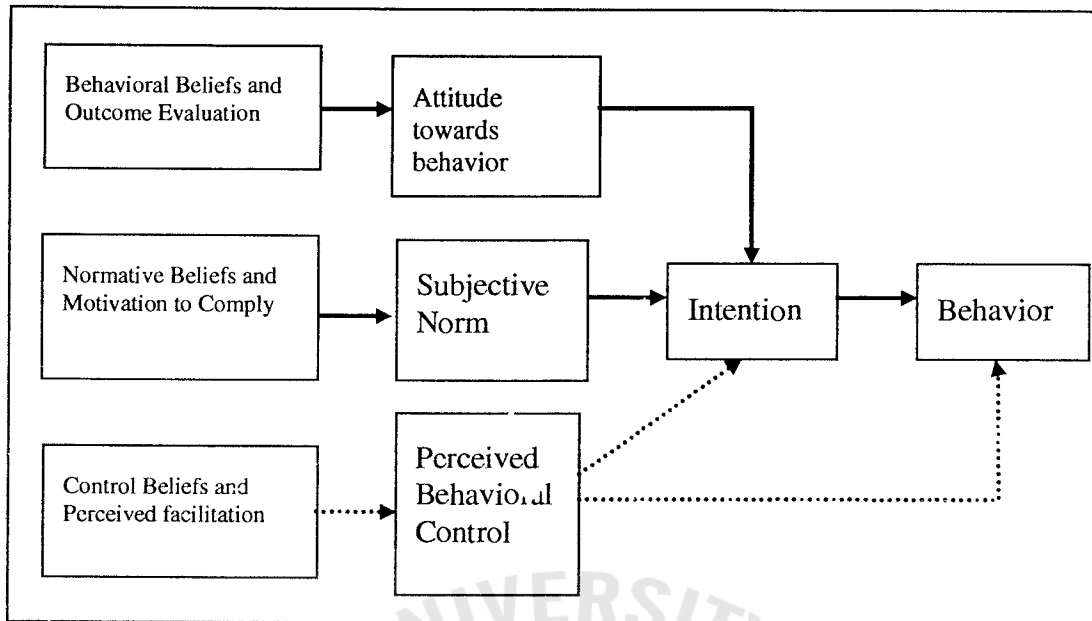 Behavioral Beliefs and
Outcome Evaluation
Attitude
towards
behavior
Normative Beliefs and
Motivation to Comply
Subjective
Norm
Intention
Behavior
Control Beliefs and
Perceived facilitation
Perceived
Behavioral
Control
UNIVERSITY